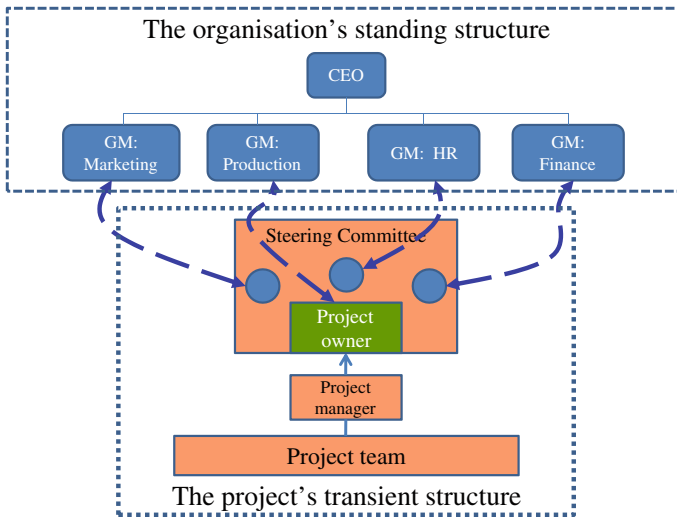 The organisation's standing structure
CEO
GM:
Marketing
GM:
Production
GM: HR
GM:
Finance
Steering Committee
Project
owner
Project
manager
Project team
The project's transient structure